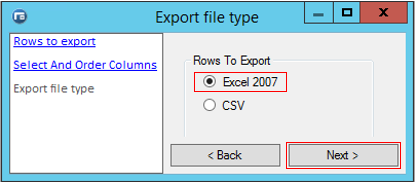 Export file type
Rows to export
Select And Order Columns
Export file type
Rows To Export
Excel 2007
CSV
< Back
Next >